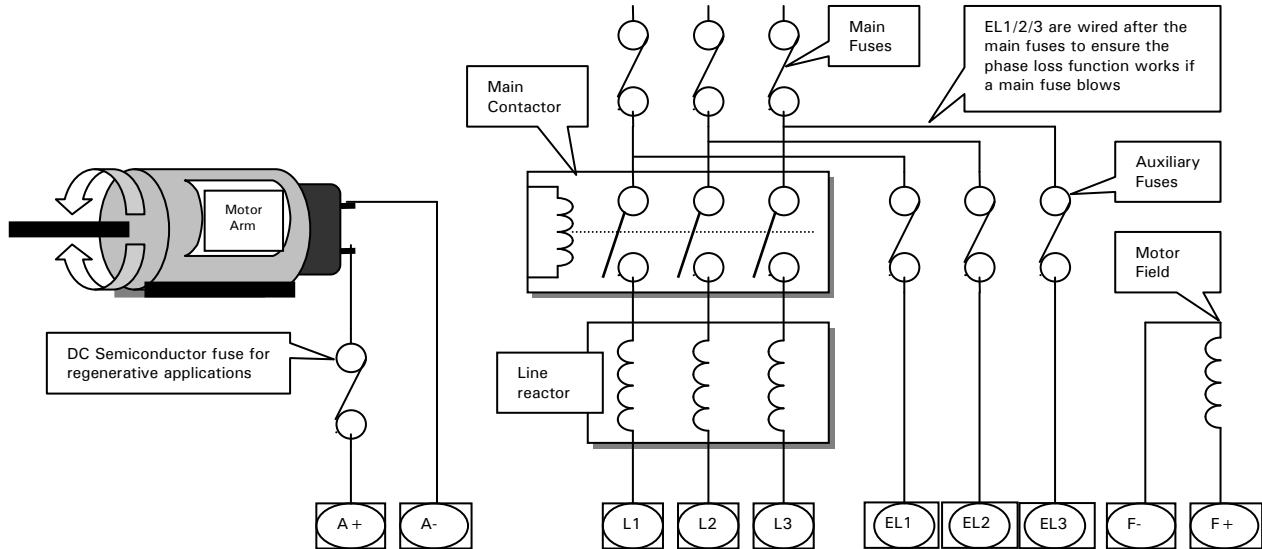 Main
Fuses
EL1/2/3 are wired after the
main fuses to ensure the
phase loss function works if
a main fuse blows
Main
Contactor
Auxiliary
Fuses
Motor
Arm
Motor
Field
DC Semiconductor fuse for
regenerative applications
Line
reactor
A+
A-
L1
L2
L3
EL1
EL2
EL3
F-
F+